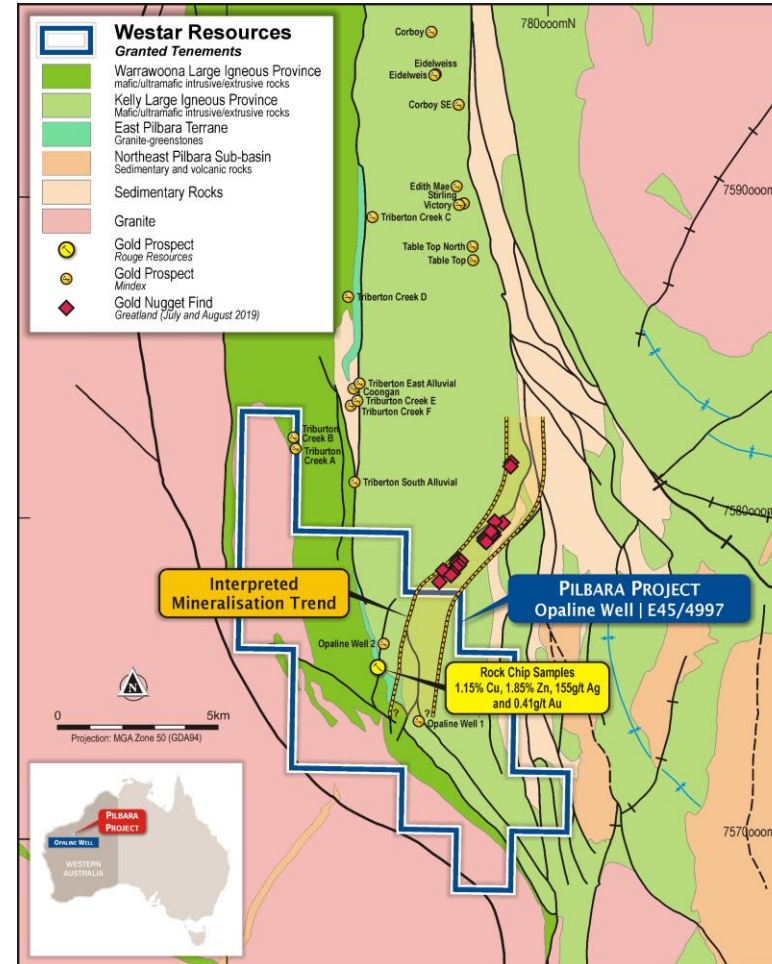 Westar Resources
Granted Tenements
Warrawoona Large Igneous Province
mafic/ultramafic intrusive/extrusive rocks
Kelly Large Igneous Province
Mafic/ultramafic intrusive/extrusive rocks
East Pilbara Terrane
Granite-greenstones
Northeast Pilbara Sub-basin
Sedimentary and volcanic rocks
Sedimentary Rocks
Granite
Gold Prospect
Rouge Resources
Gold Prospect
Mindex
Gold Nugget Find
Greatland (July and August 2019)
780000mN
Corboy
Eidelweiss
Eidelweis
Corboy SE
Edith Mae
Stirling
Victory
7590000mN
Triberton Creek C
Table Top North
Table Top
Triberton Creek D
Triberton East Alluvial
Coongan
Triburton Creek E
Triburton Creek F
Triburton
Creek B
Triburton
Creek A
Triberton South Alluvial
7580000mN
Interpreted
Mineralisation Trend
PILBARA PROJECT
Opaline Well | E45/4997
Opaline Well 2
Rock Chip Samples
1.15% Cu, 1.85% Zn, 155g/t Ag
and 0.41g/t Au
? ?
Opaline Well 1
N
0 5km
Projection: MGA Zone 50 (GDA94)
7570000mN
PILBARA
PROJECT
OPALINE WELL
WESTERN
AUSTRALIA